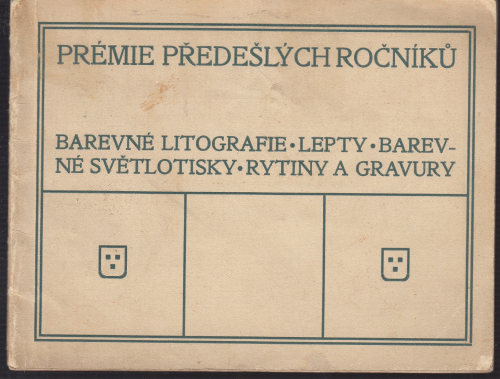 PRÉMIE PŘEDEŠLÝCH ROČNÍKŮ
BAREVNÉ LITOGRAFIE • LEPTY • BAREV-
NÉ SVĚTLOTISKY • RYTINY A GRAVURY